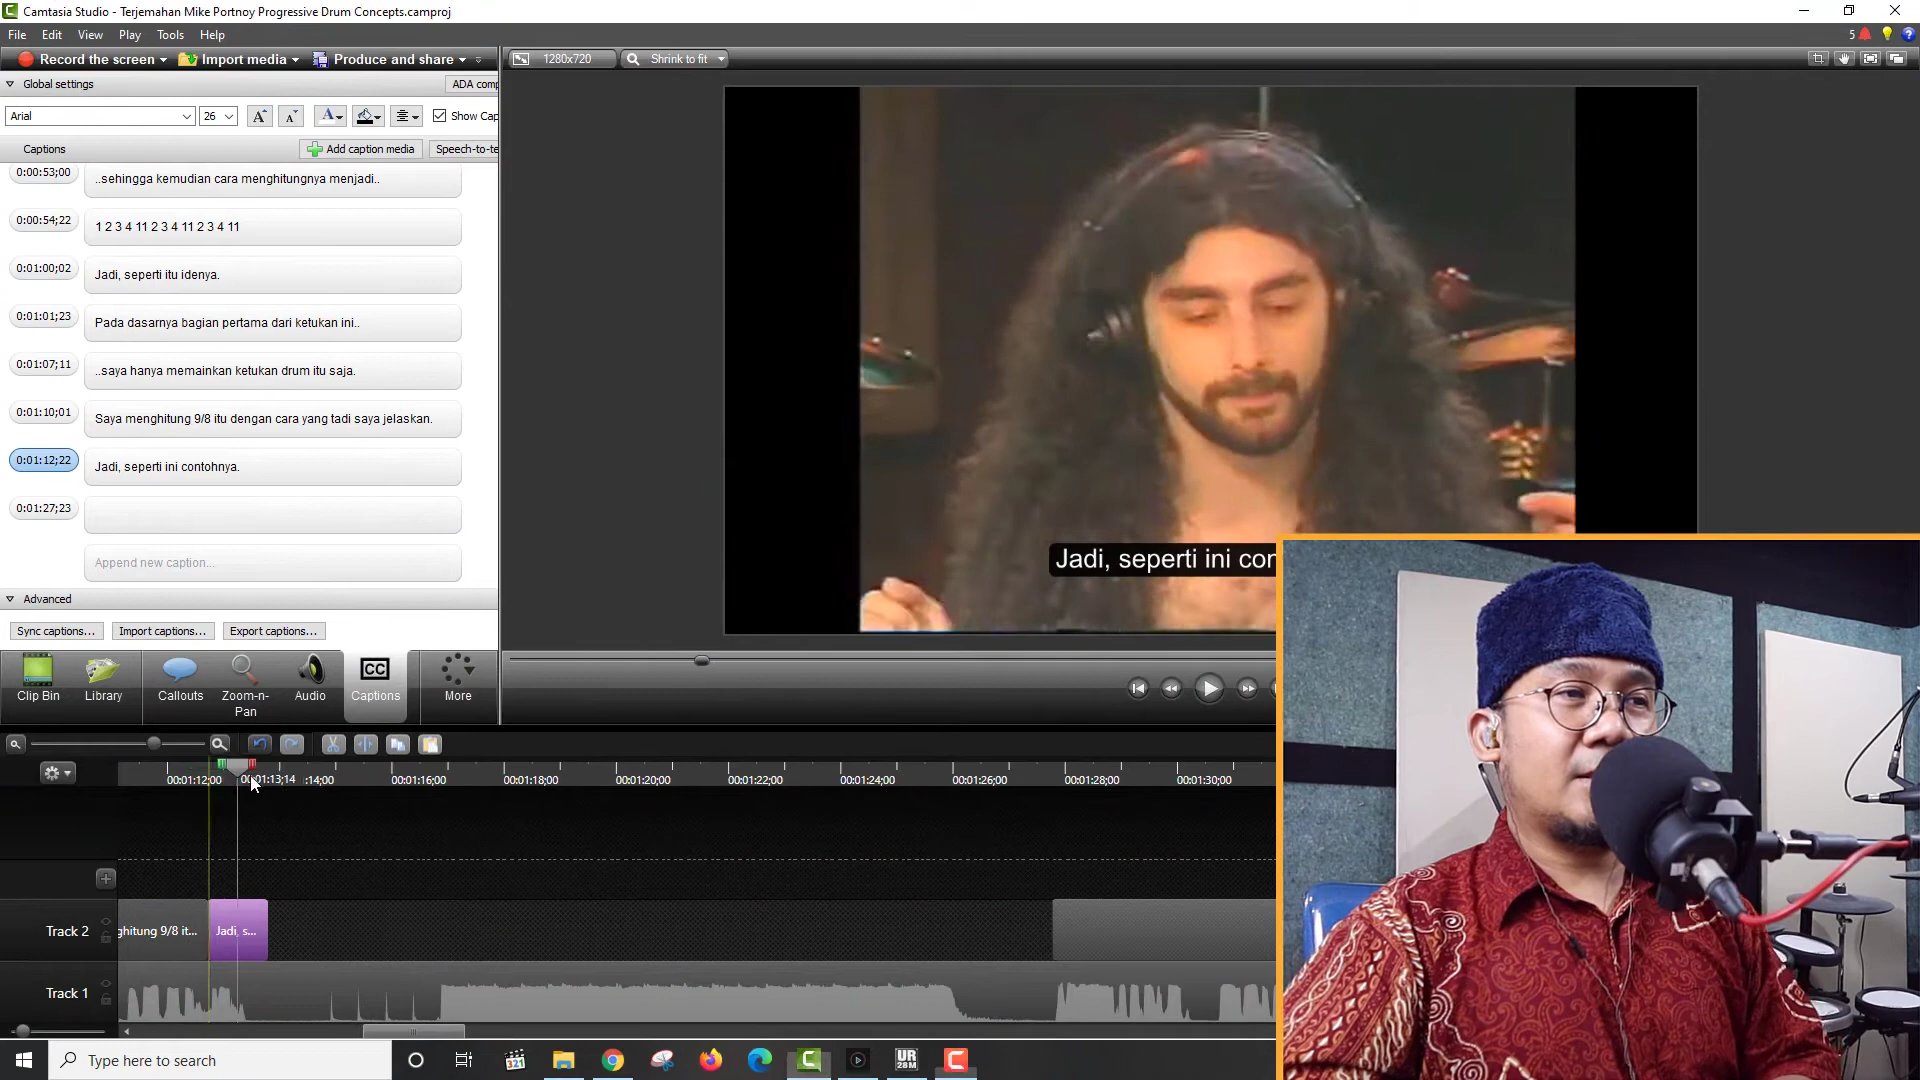 Camtasia Studio - Terjemahan Mike Portnoy Progressive Drum Concepts.camproj
File Edit View Play Tools Help
5
Record the screen Import media Produce and share
1280x720 Shrink to fit
Global settings ADA comp
Arial 26 Show Cap
Captions Add caption media Speech-to-te
0:00:53;00 ..sehingga kemudian cara menghitungnya menjadi..
0:00:54;22 1 2 3 4 11 2 3 4 11 2 3 4 11
0:01:00;02 Jadi, seperti itu idenya.
0:01:01;23 Pada dasarnya bagian pertama dari ketukan ini..
0:01:07;11 ..saya hanya memainkan ketukan drum itu saja.
0:01:10;01 Saya menghitung 9/8 itu dengan cara yang tadi saya jelaskan.
0:01:12;22 Jadi, seperti ini contohnya.
0:01:27;23
Append new caption...
Jadi, seperti ini con
Advanced
Sync captions... Import captions... Export captions...
Clip Bin Library Callouts Zoom-n-Pan Audio CC Captions More
00:01:12;00 00:01:13;14 :14;00 00:01:16;00 00:01:18;00 00:01:20;00 00:01:22;00 00:01:24;00 00:01:26;00 00:01:28;00 00:01:30;00
Track 2 ghitung 9/8 it... Jadi, s...
Track 1
Type here to search
321
UR
28M